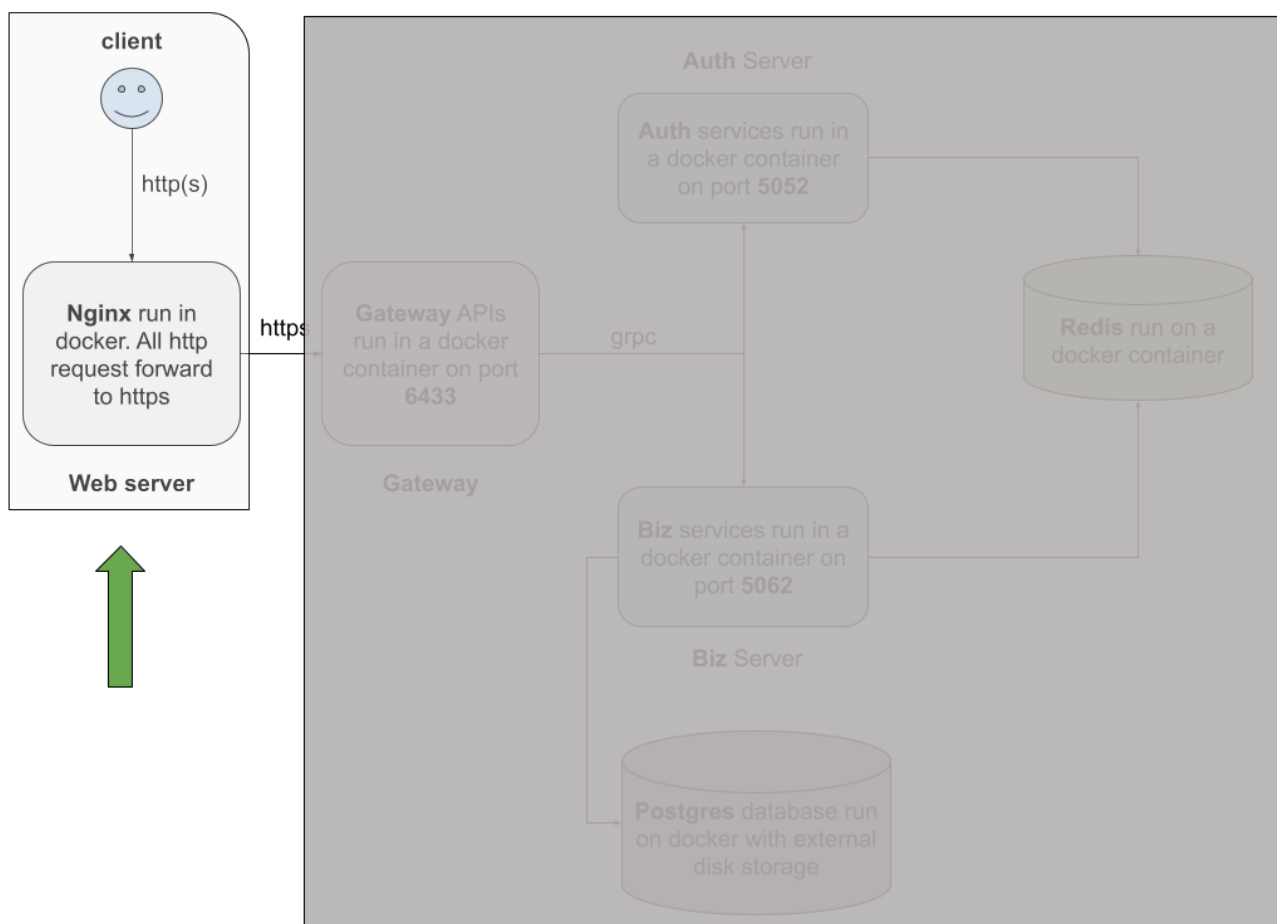 client
http(s)
Nginx run in
docker. All http
request forward
to https
Web server
https
Gateway APIs
run in a docker
container on port
6433
Gateway
grpc
Auth Server
Auth services run in
a docker container
on port 5052
Redis run on a
docker container
Biz services run in a
docker container on
port 5062
Biz Server
Postgres database run
on docker with external
disk storage